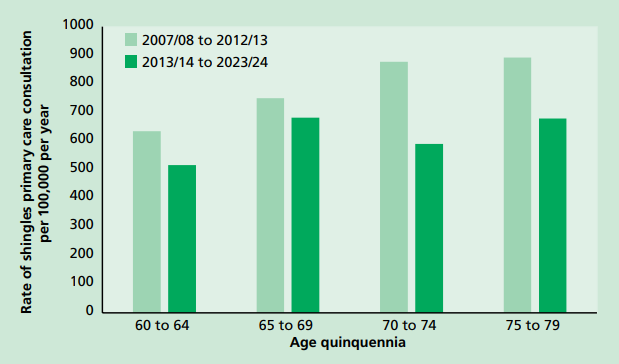 Rate of shingles primary care consultation
per 100,000 per year
1000
900
800
700
600
500
400
300
200
100
0
2007/08 to 2012/13
2013/14 to 2023/24
60 to 64
65 to 69
70 to 74
75 to 79
Age quinquennia